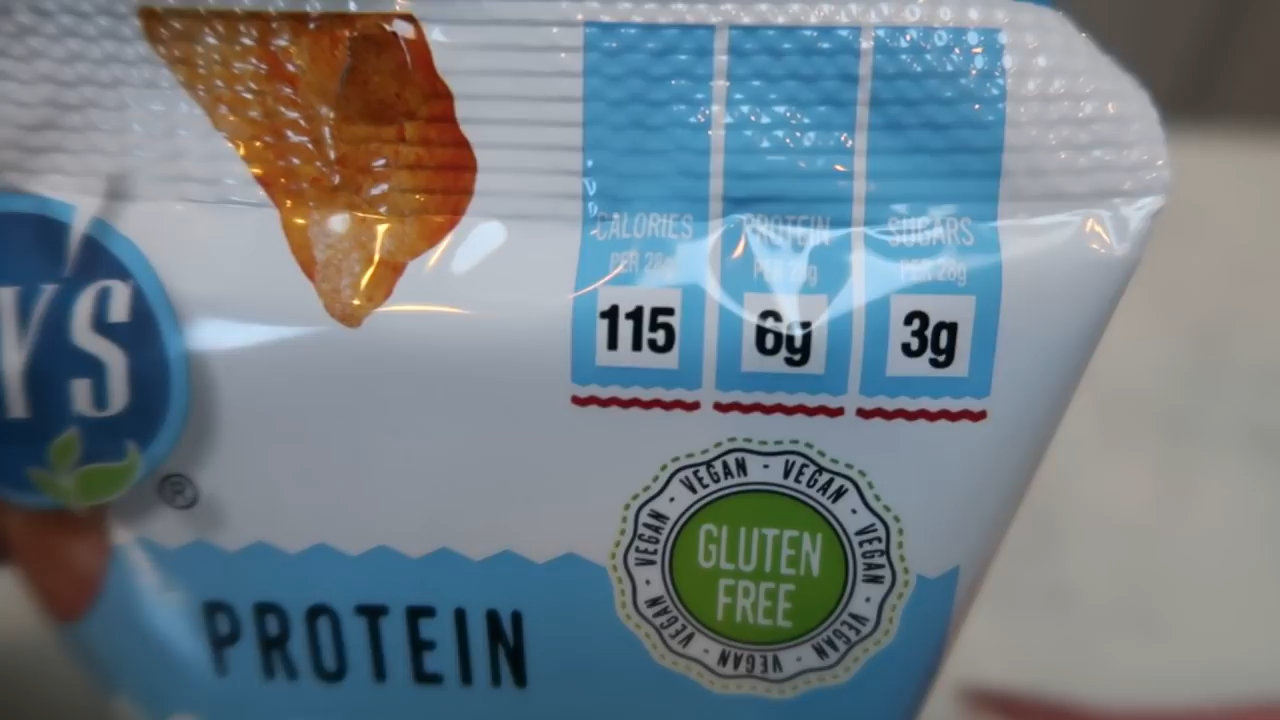 CALORIES
PER 28g
115
PROTEIN
PER 28g
6g
SUGARS
PER 28g
3g
YS
®
VEGAN - VEGAN - VEGAN - VEGAN - VEGAN - VEGAN - VEGAN -
GLUTEN
FREE
PROTEIN